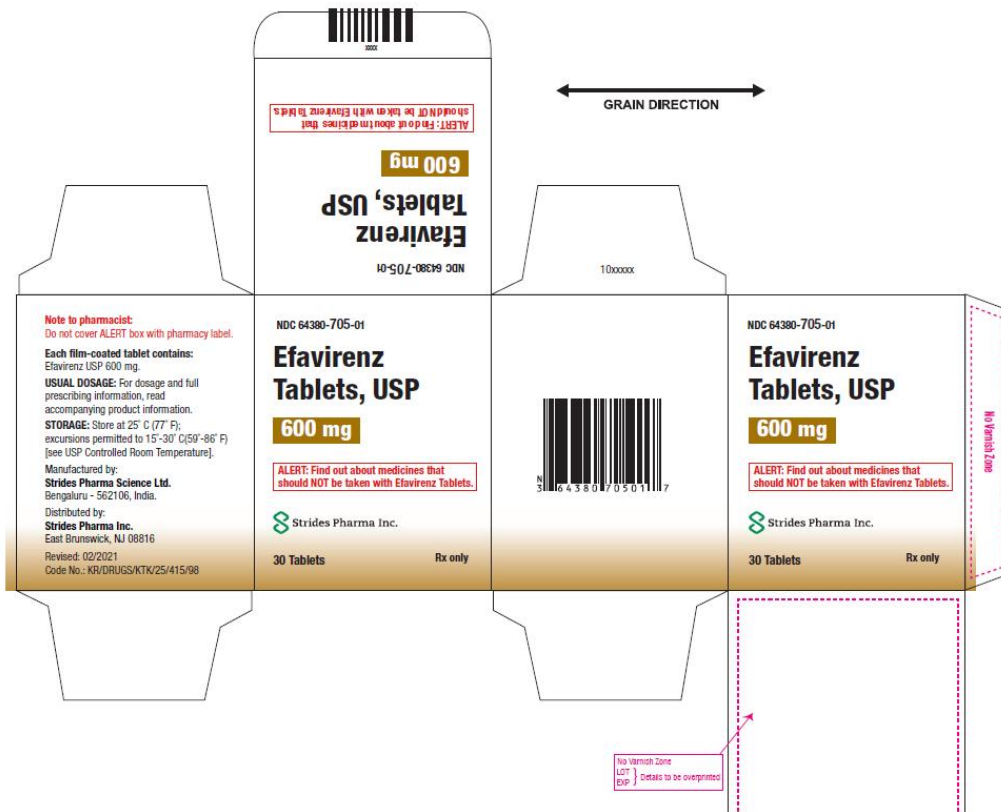 xxxx
ALERT: Find out about medicines that
should NOT be taken with Efavirenz Tablets.
600 mg
Efavirenz
Tablets, USP
NDC 64380-705-01
GRAIN DIRECTION
10xxxxx
Note to pharmacist:
Do not cover ALERT box with pharmacy label.
Each film-coated tablet contains:
Efavirenz USP 600 mg.
USUAL DOSAGE: For dosage and full
prescribing information, read
accompanying product information.
STORAGE: Store at 25° C (77° F);
excursions permitted to 15°-30° C(59°-86° F)
[see USP Controlled Room Temperature].
Manufactured by:
Strides Pharma Science Ltd.
Bengaluru - 562106, India.
Distributed by:
Strides Pharma Inc.
East Brunswick, NJ 08816
Revised: 02/2021
Code No.: KR/DRUGS/KTK/25/415/98
NDC 64380-705-01
Efavirenz
Tablets, USP
600 mg
ALERT: Find out about medicines that
should NOT be taken with Efavirenz Tablets.
Strides Pharma Inc.
30 Tablets Rx only
N
3 64380 70501 7
NDC 64380-705-01
Efavirenz
Tablets, USP
600 mg
ALERT: Find out about medicines that
should NOT be taken with Efavirenz Tablets.
Strides Pharma Inc.
30 Tablets Rx only
No Varnish Zone
No Varnish Zone
LOT
EXP } Details to be overprinted